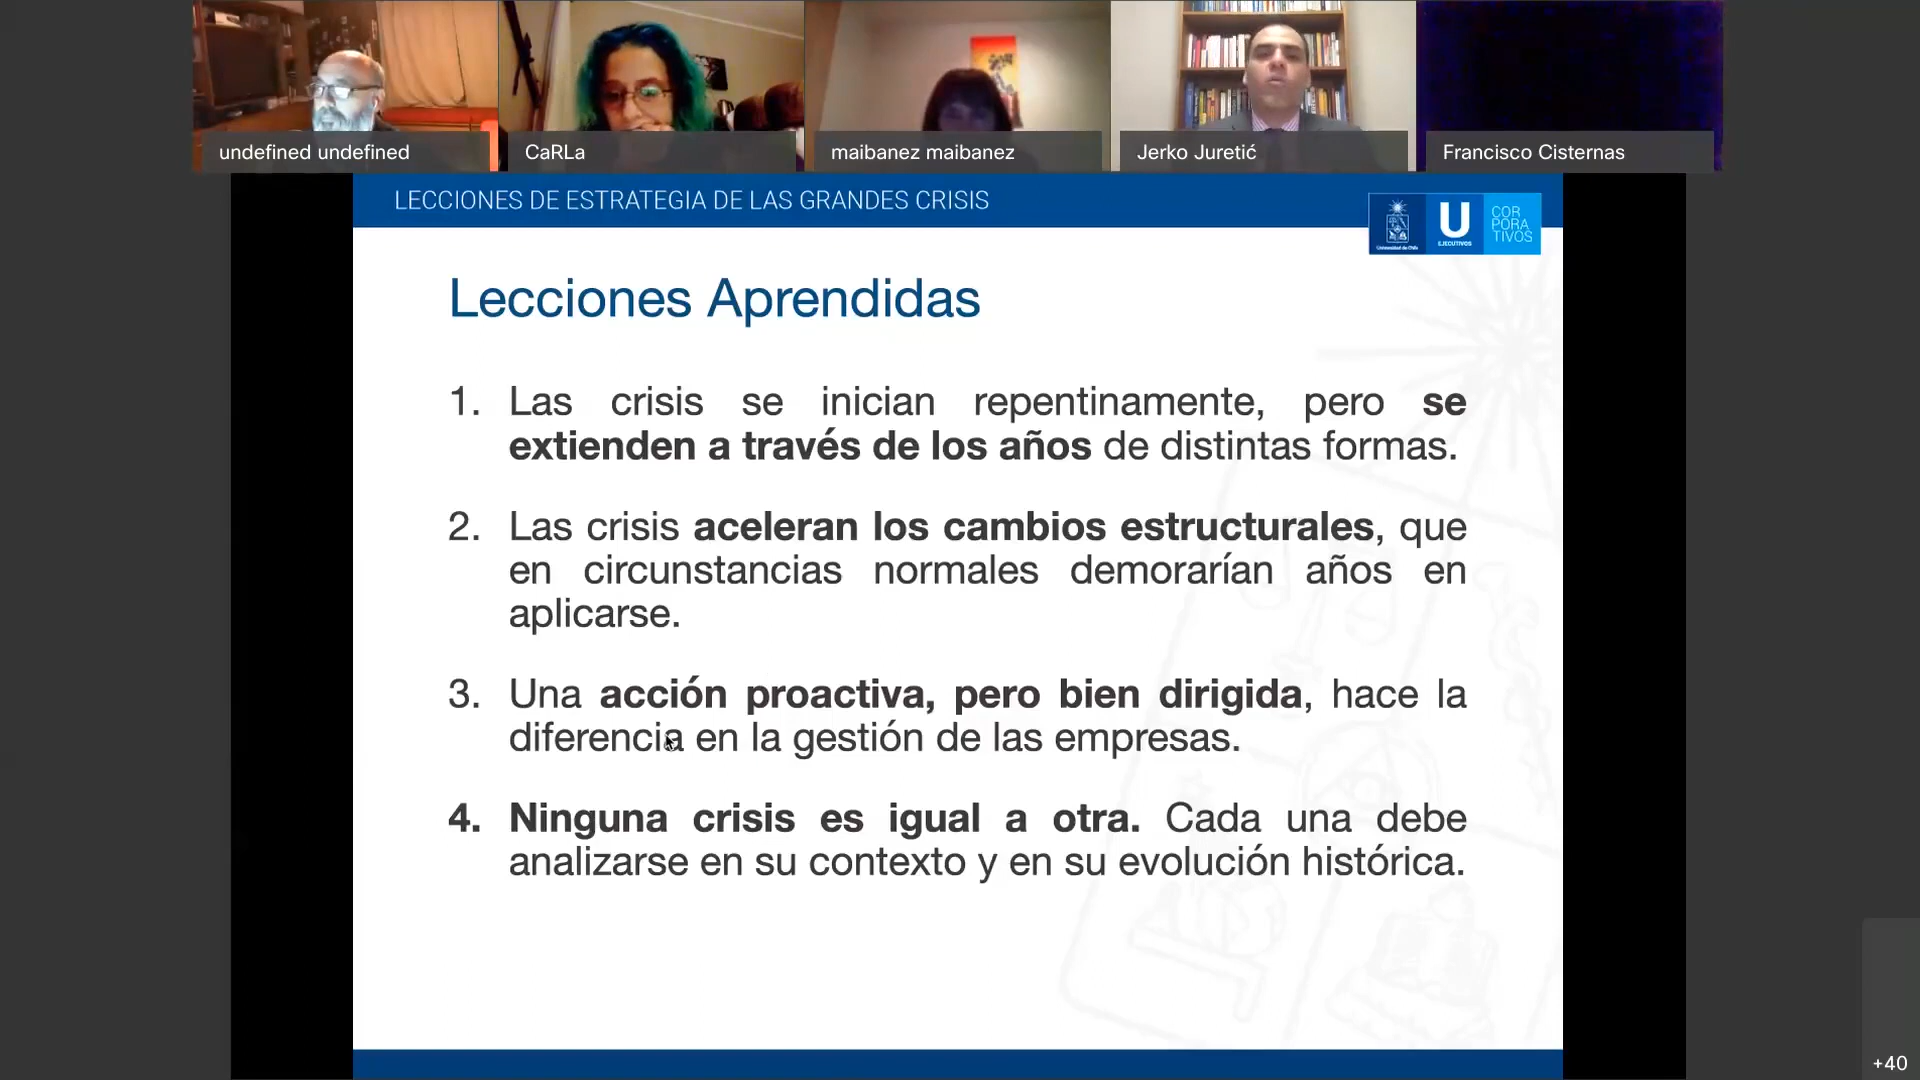 undefined undefined
CaRLa
maibanez maibanez
Jerko Juretić
Francisco Cisternas
LECCIONES DE ESTRATEGIA DE LAS GRANDES CRISIS
Universidad de Chile
U
EJECUTIVOS
COR
PORA
TIVOS
Lecciones Aprendidas
1. Las crisis se inician repentinamente, pero se
extienden a través de los años de distintas formas.
2. Las crisis aceleran los cambios estructurales, que
en circunstancias normales demorarían años en
aplicarse.
3. Una acción proactiva, pero bien dirigida, hace la
diferencia en la gestión de las empresas.
4. Ninguna crisis es igual a otra. Cada una debe
analizarse en su contexto y en su evolución histórica.
+40